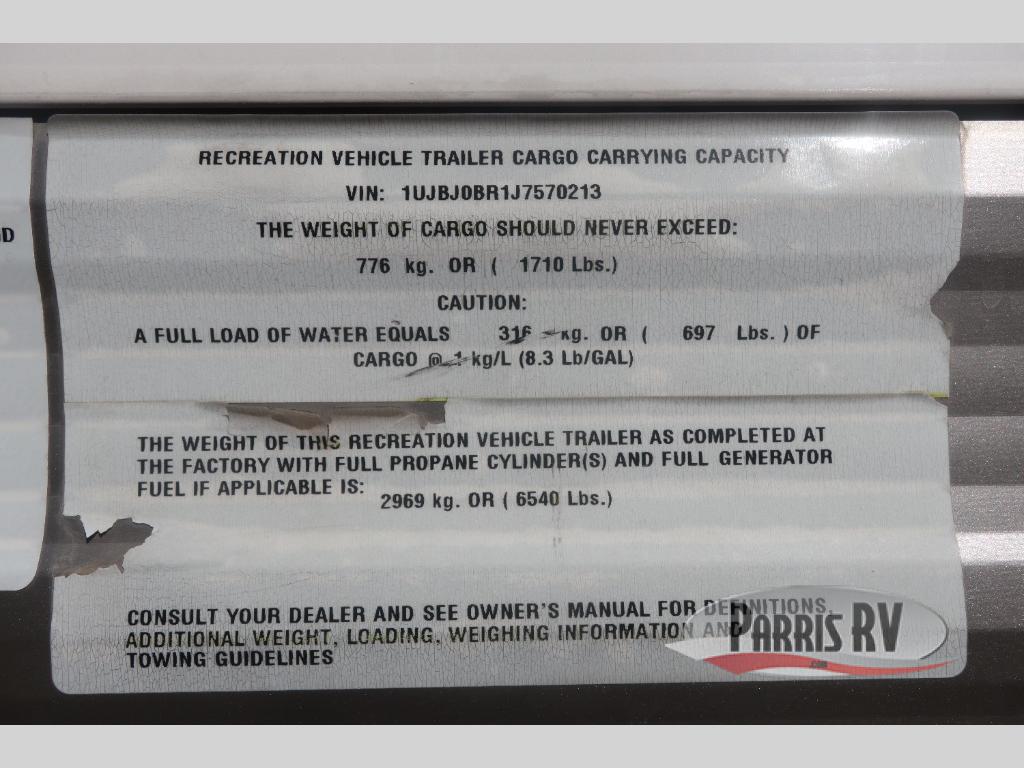 D
RECREATION VEHICLE TRAILER CARGO CARRYING CAPACITY
VIN: 1UJBJ0BR1J7570213
THE WEIGHT OF CARGO SHOULD NEVER EXCEED:
776 kg. OR ( 1710 Lbs.)
CAUTION:
A FULL LOAD OF WATER EQUALS 316 kg. OR ( 697 Lbs. ) OF
CARGO @ 1 kg/L (8.3 Lb/GAL)
THE WEIGHT OF THIS RECREATION VEHICLE TRAILER AS COMPLETED AT
THE FACTORY WITH FULL PROPANE CYLINDER(S) AND FULL GENERATOR
FUEL IF APPLICABLE IS: 2969 kg. OR ( 6540 Lbs.)
CONSULT YOUR DEALER AND SEE OWNER'S MANUAL FOR DEFINITIONS,
ADDITIONAL WEIGHT, LOADING, WEIGHING INFORMATION AND
TOWING GUIDELINES
PARRIS RV
.com